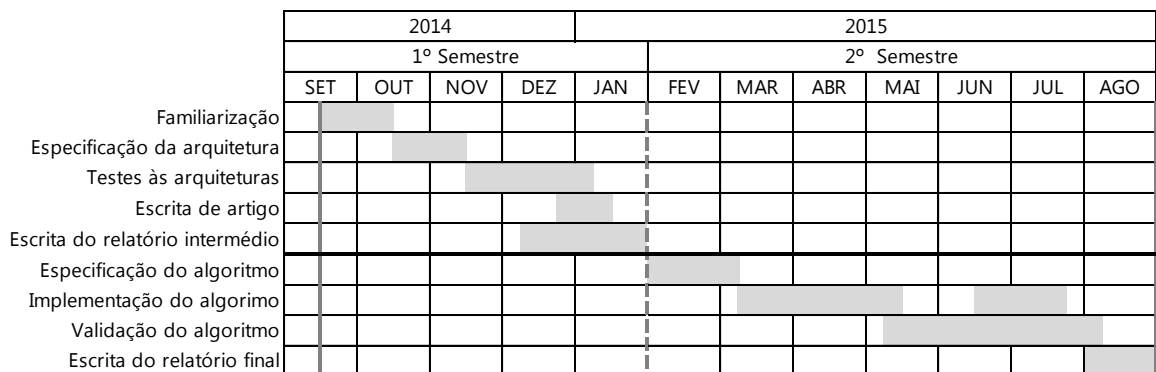 2014 2015
1º Semestre 2º Semestre
SET OUT NOV DEZ JAN FEV MAR ABR MAI JUN JUL AGO
Familiarização
Especificação da arquitetura
Testes às arquiteturas
Escrita de artigo
Escrita do relatório intermédio
Especificação do algoritmo
Implementação do algorimo
Validação do algoritmo
Escrita do relatório final